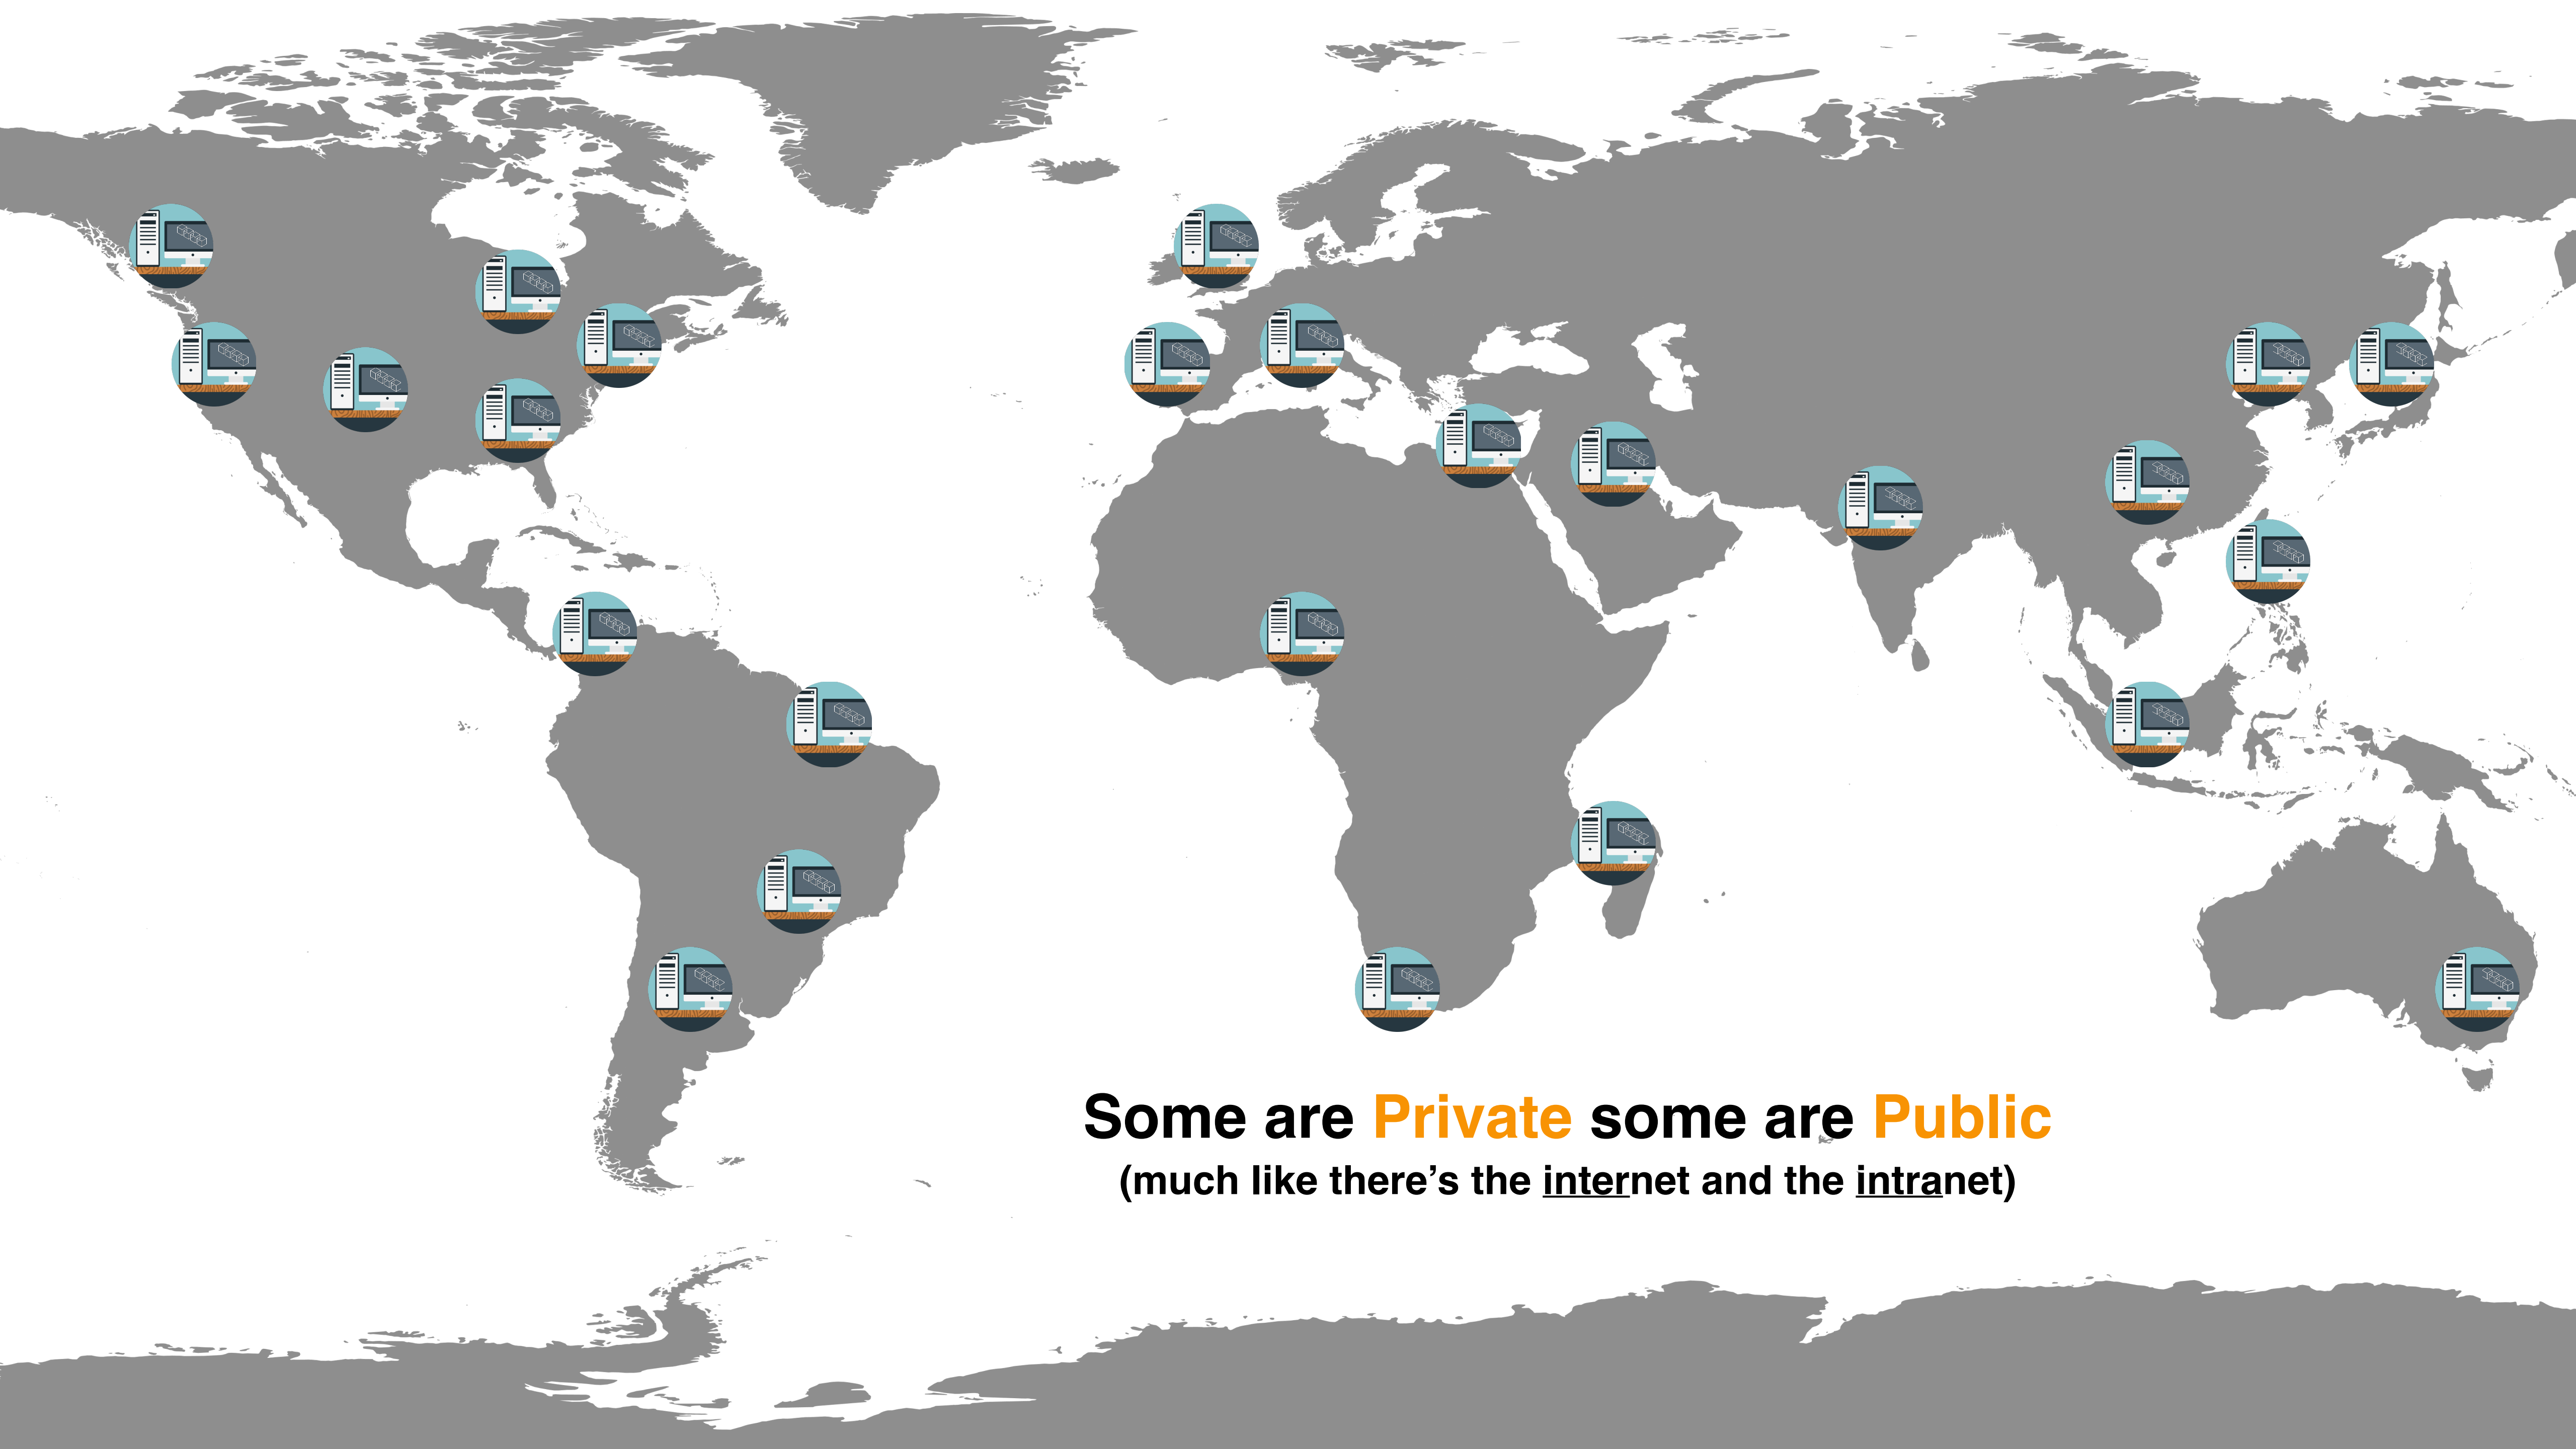 Some are Private some are Public
(much like there’s the internet and the intranet)